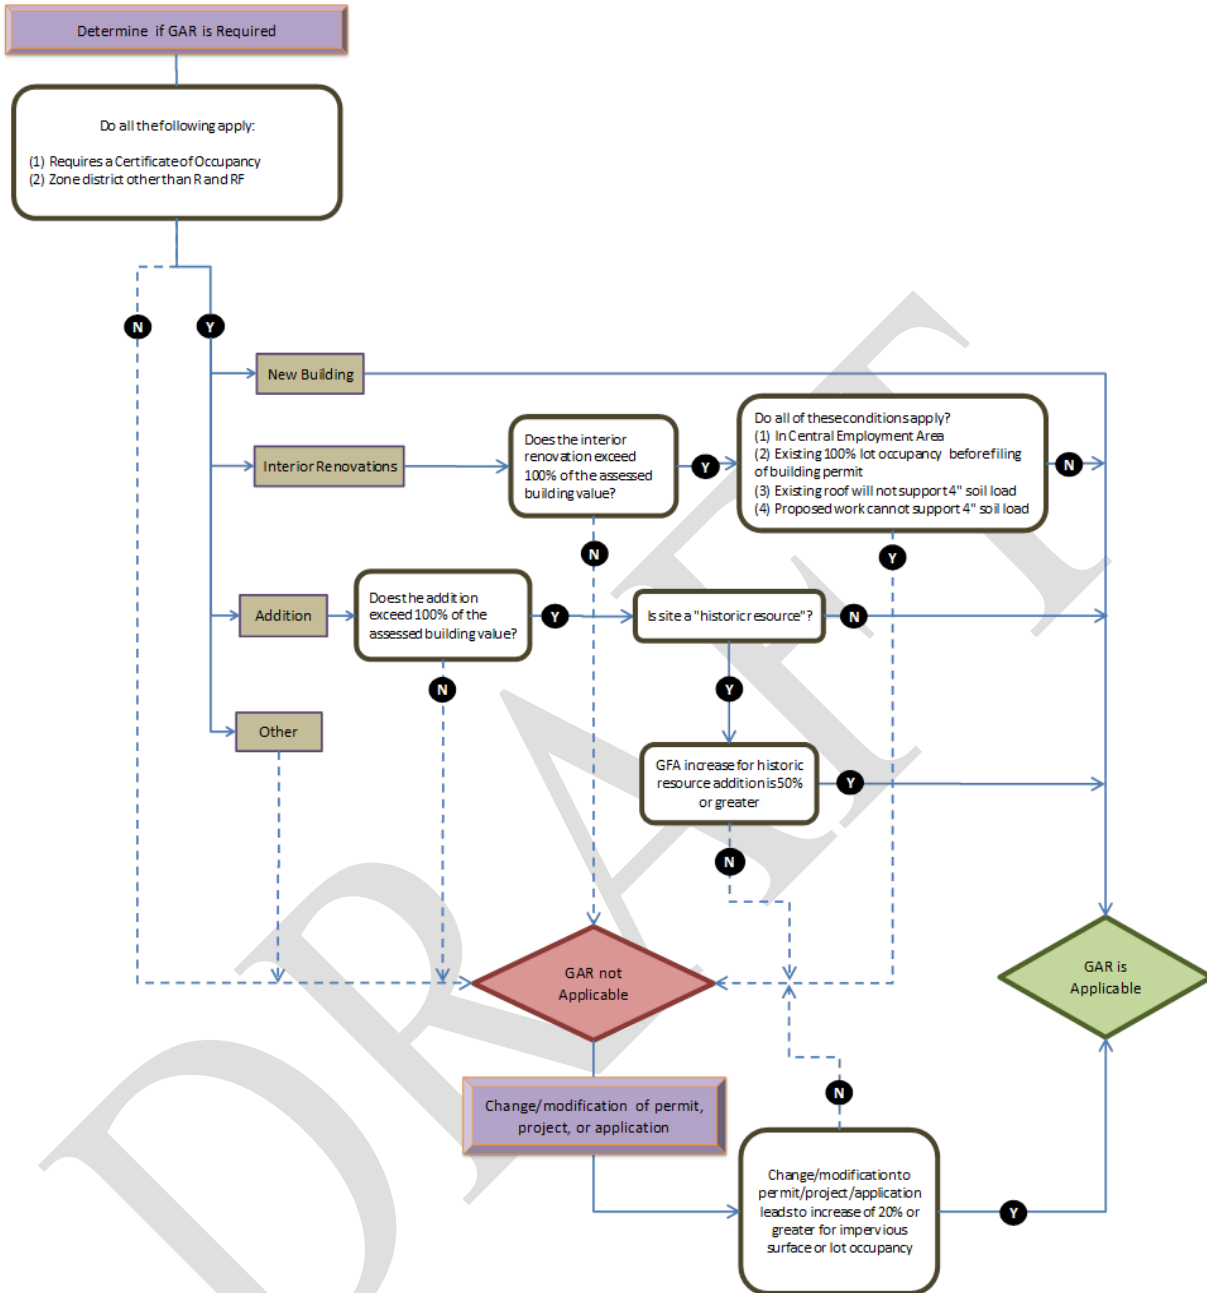 Determine if GAR is Required
Do all the following apply:
(1) Requires a Certificate of Occupancy
(2) Zone district other than R and RF
N
Y
New Building
Interior Renovations
Does the interior
renovation exceed
100% of the assessed
building value?
Y
Do all of these conditions apply?
(1) In Central Employment Area
(2) Existing 100% lot occupancy before filing
of building permit
(3) Existing roof will not support 4" soil load
(4) Proposed work cannot support 4" soil load
N
N
Y
Addition
Does the addition
exceed 100% of the
assessed building value?
Y
Is site a "historic resource"?
N
N
Y
Other
GFA increase for historic
resource addition is 50%
or greater
Y
N
GAR not
Applicable
GAR is
Applicable
Change/modification of permit,
project, or application
N
Change/modification to
permit/project/application
leads to increase of 20% or
greater for impervious
surface or lot occupancy
Y
DRAFT